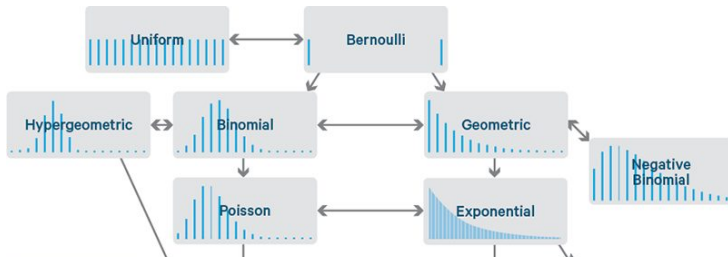 Uniform
Bernoulli
Hypergeometric
Binomial
Geometric
Negative
Binomial
Poisson
Exponential